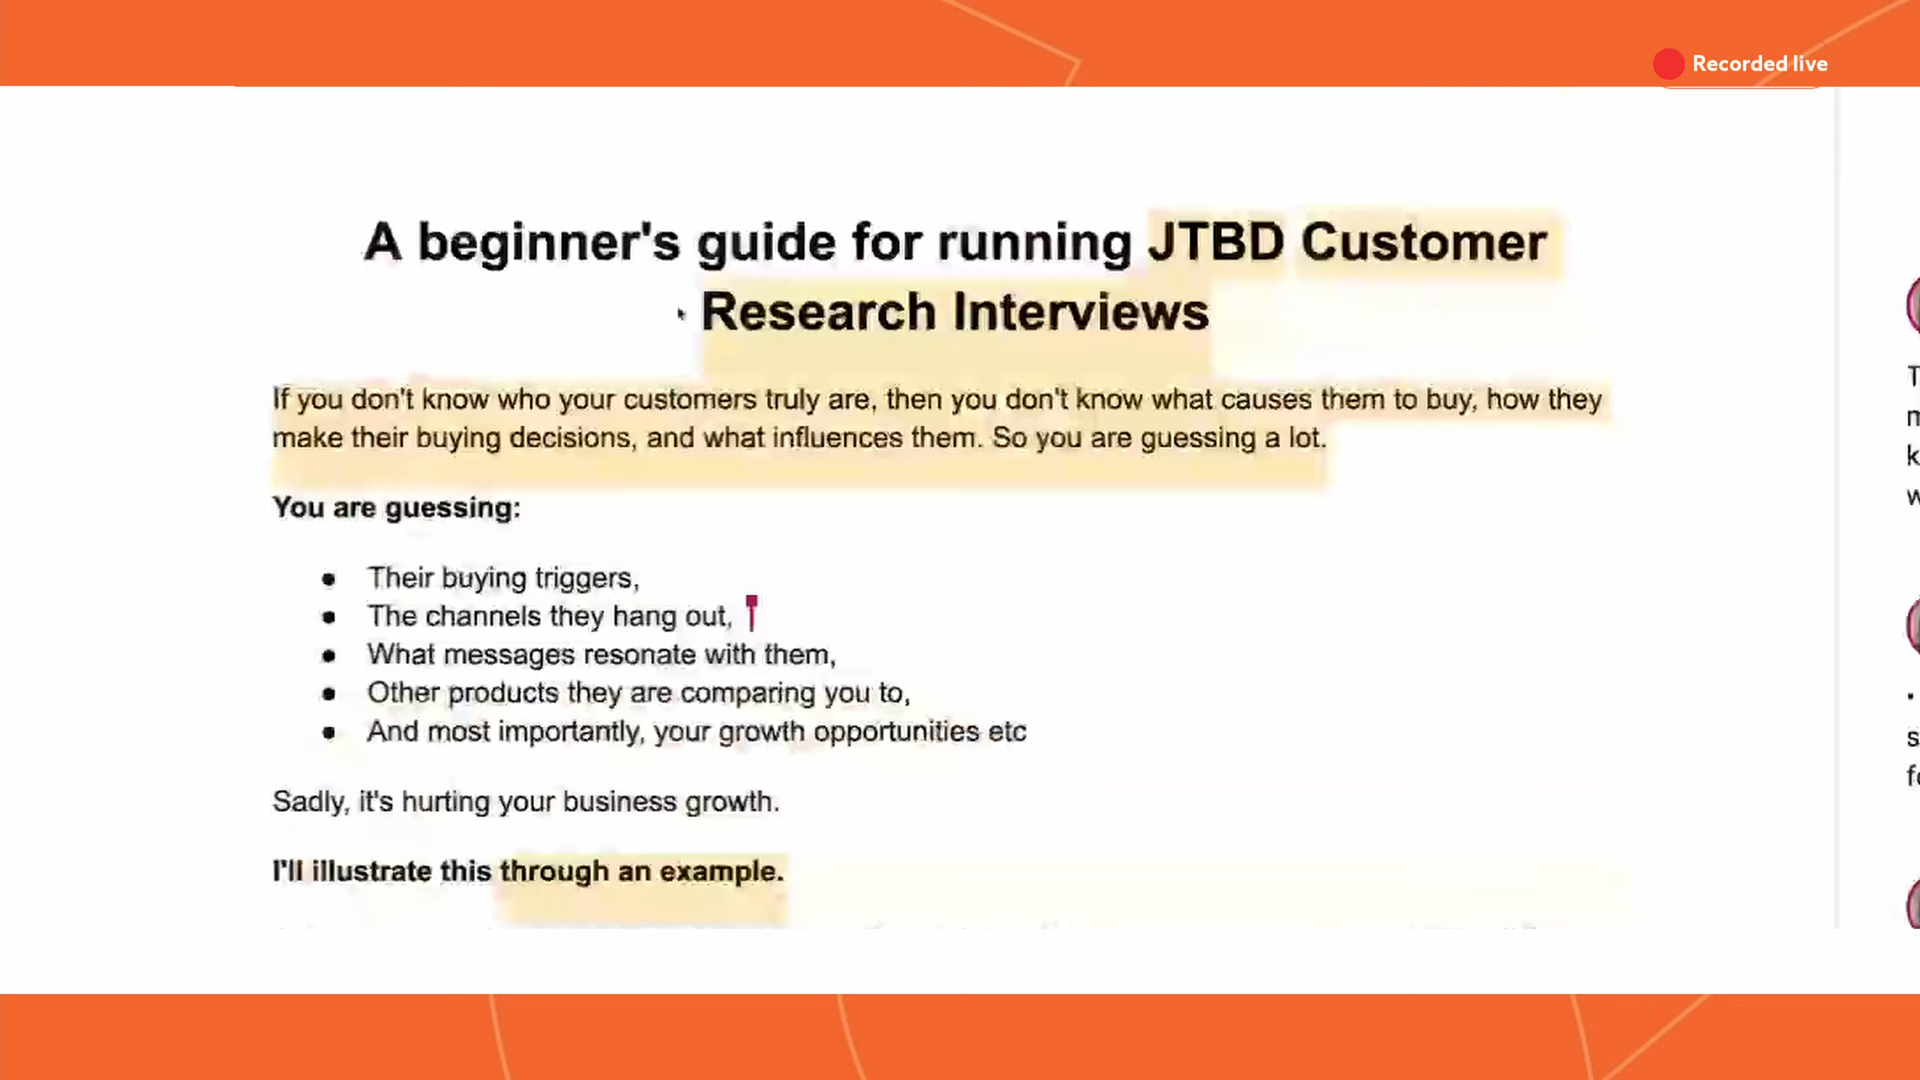 Recorded live
A beginner's guide for running JTBD Customer
Research Interviews
If you don't know who your customers truly are, then you don't know what causes them to buy, how they
make their buying decisions, and what influences them. So you are guessing a lot.
You are guessing:
● Their buying triggers,
● The channels they hang out,
● What messages resonate with them,
● Other products they are comparing you to,
● And most importantly, your growth opportunities etc
Sadly, it's hurting your business growth.
I'll illustrate this through an example.